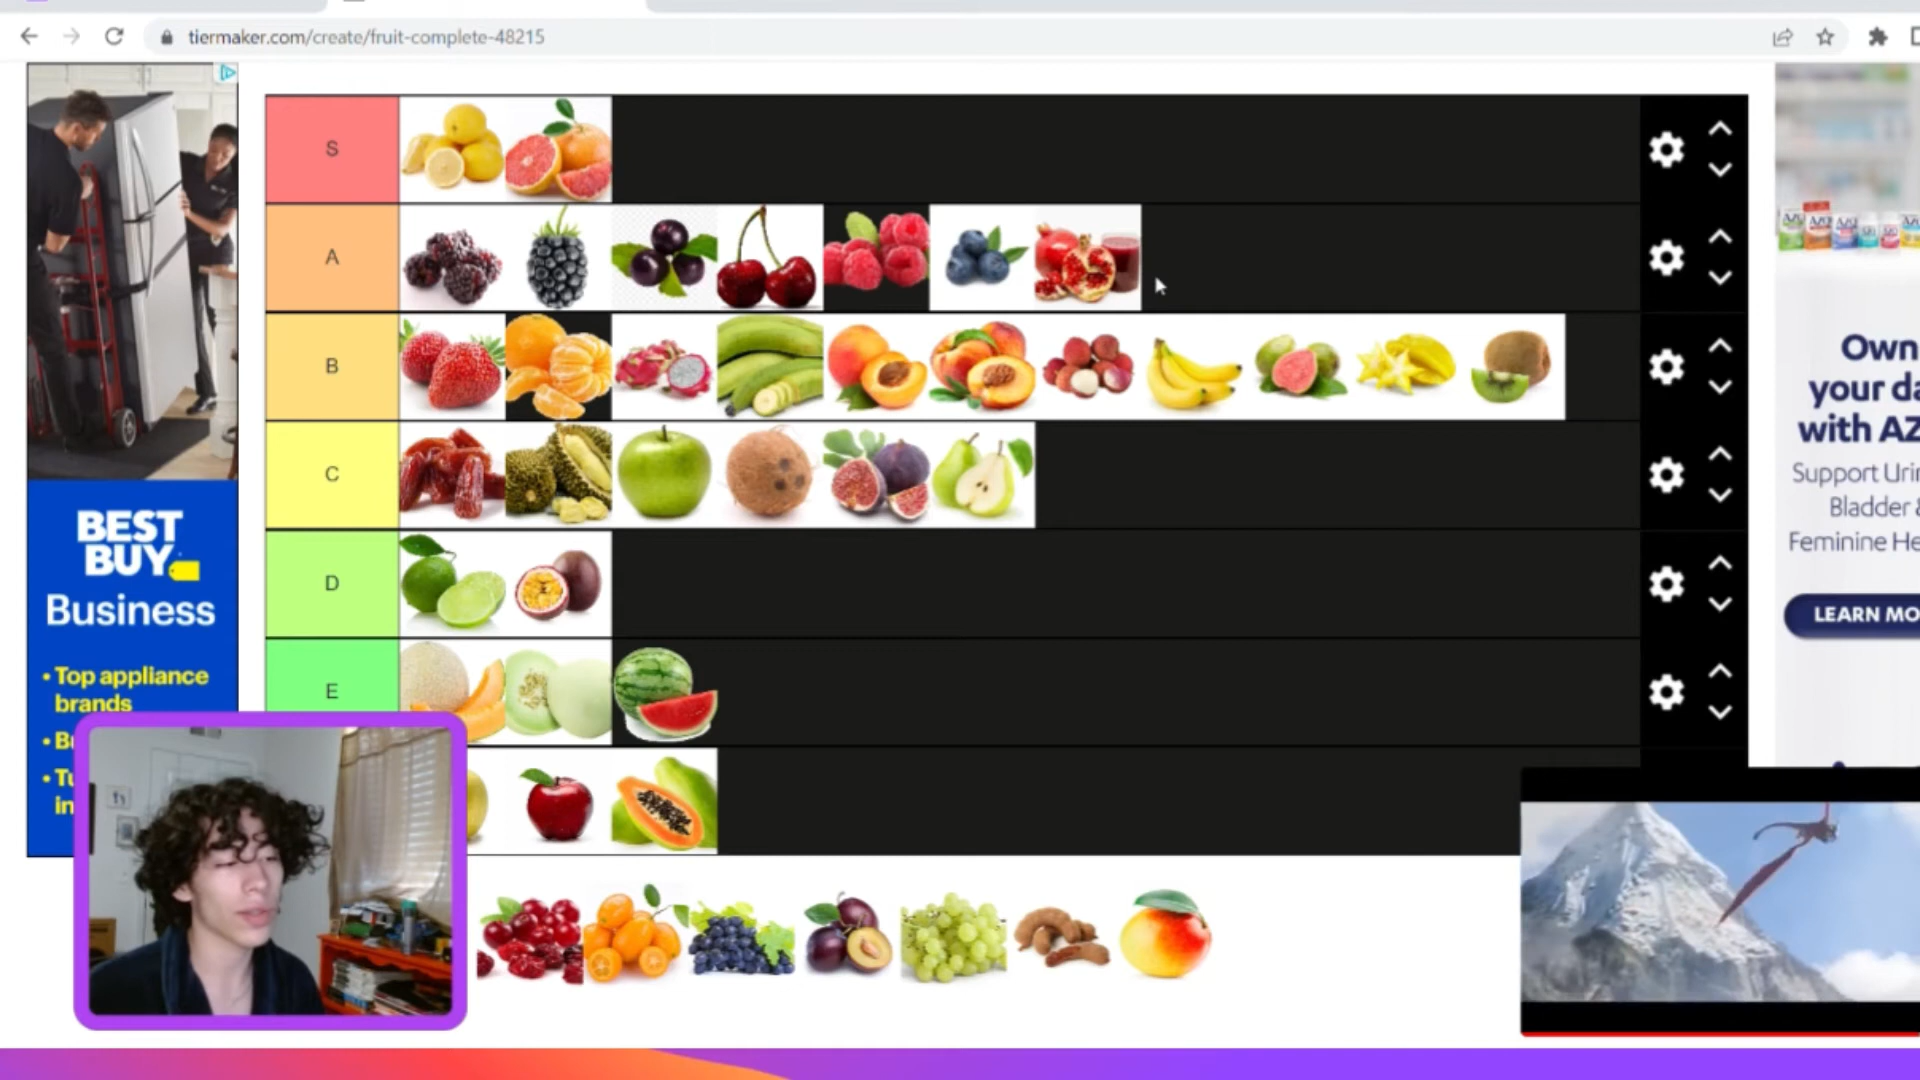 tiermaker.com/create/fruit-complete-48215
S
A
B
C
D
E
BEST
BUY
Business
• Top appliance
brands
Own
your da
with AZ
Support Urin
Bladder &
Feminine He
LEARN MO